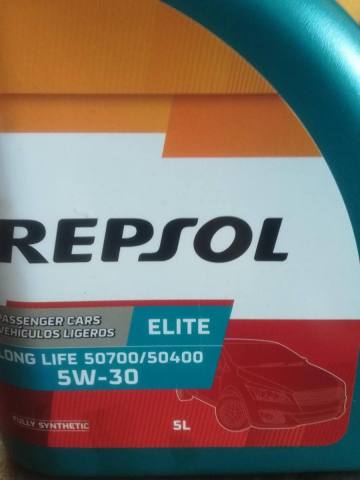 REPSOL
PASSENGER CARS
VEHÍCULOS LIGEROS
ELITE
LONG LIFE 50700/50400
5W-30
FULLY SYNTHETIC
5L